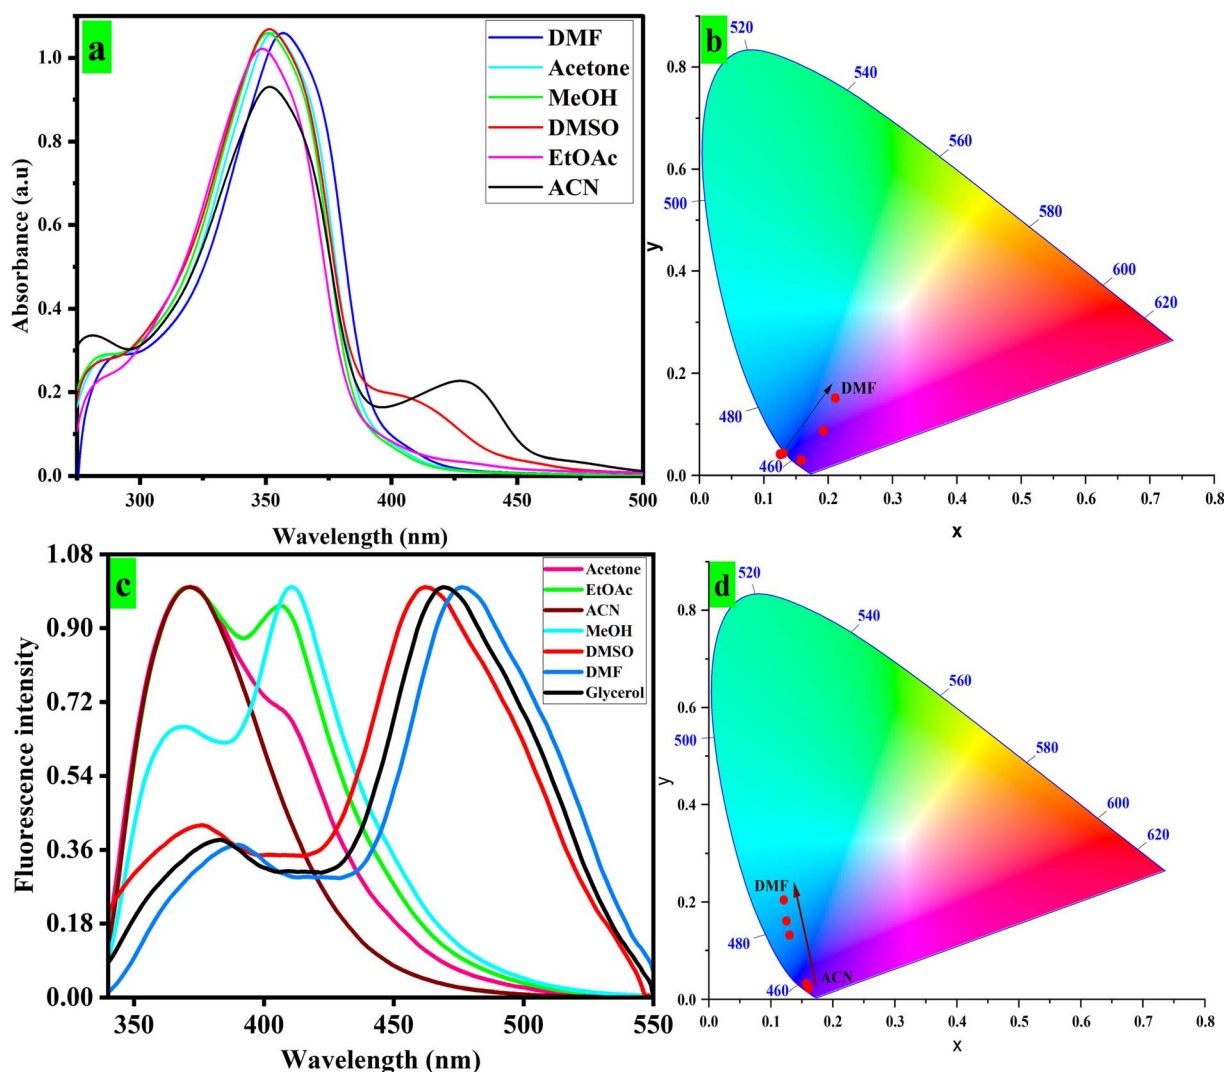 a
DMF
Acetone
MeOH
DMSO
EtOAc
ACN
1.0
0.8
0.6
0.4
0.2
0.0
Absorbance (a.u)
300
350
400
450
500
Wavelength (nm)
b
520
540
560
580
600
620
500
480
460
DMF
0.8
0.6
0.4
0.2
0.0
y
0.0
0.1
0.2
0.3
0.4
0.5
0.6
0.7
0.8
x
c
Acetone
EtOAc
ACN
MeOH
DMSO
DMF
Glycerol
1.08
0.90
0.72
0.54
0.36
0.18
0.00
Fluorescence intensity
350
400
450
500
550
Wavelength (nm)
d
520
540
560
580
600
620
500
480
460
DMF
ACN
0.8
0.6
0.4
0.2
0.0
y
0.0
0.1
0.2
0.3
0.4
0.5
0.6
0.7
0.8
x